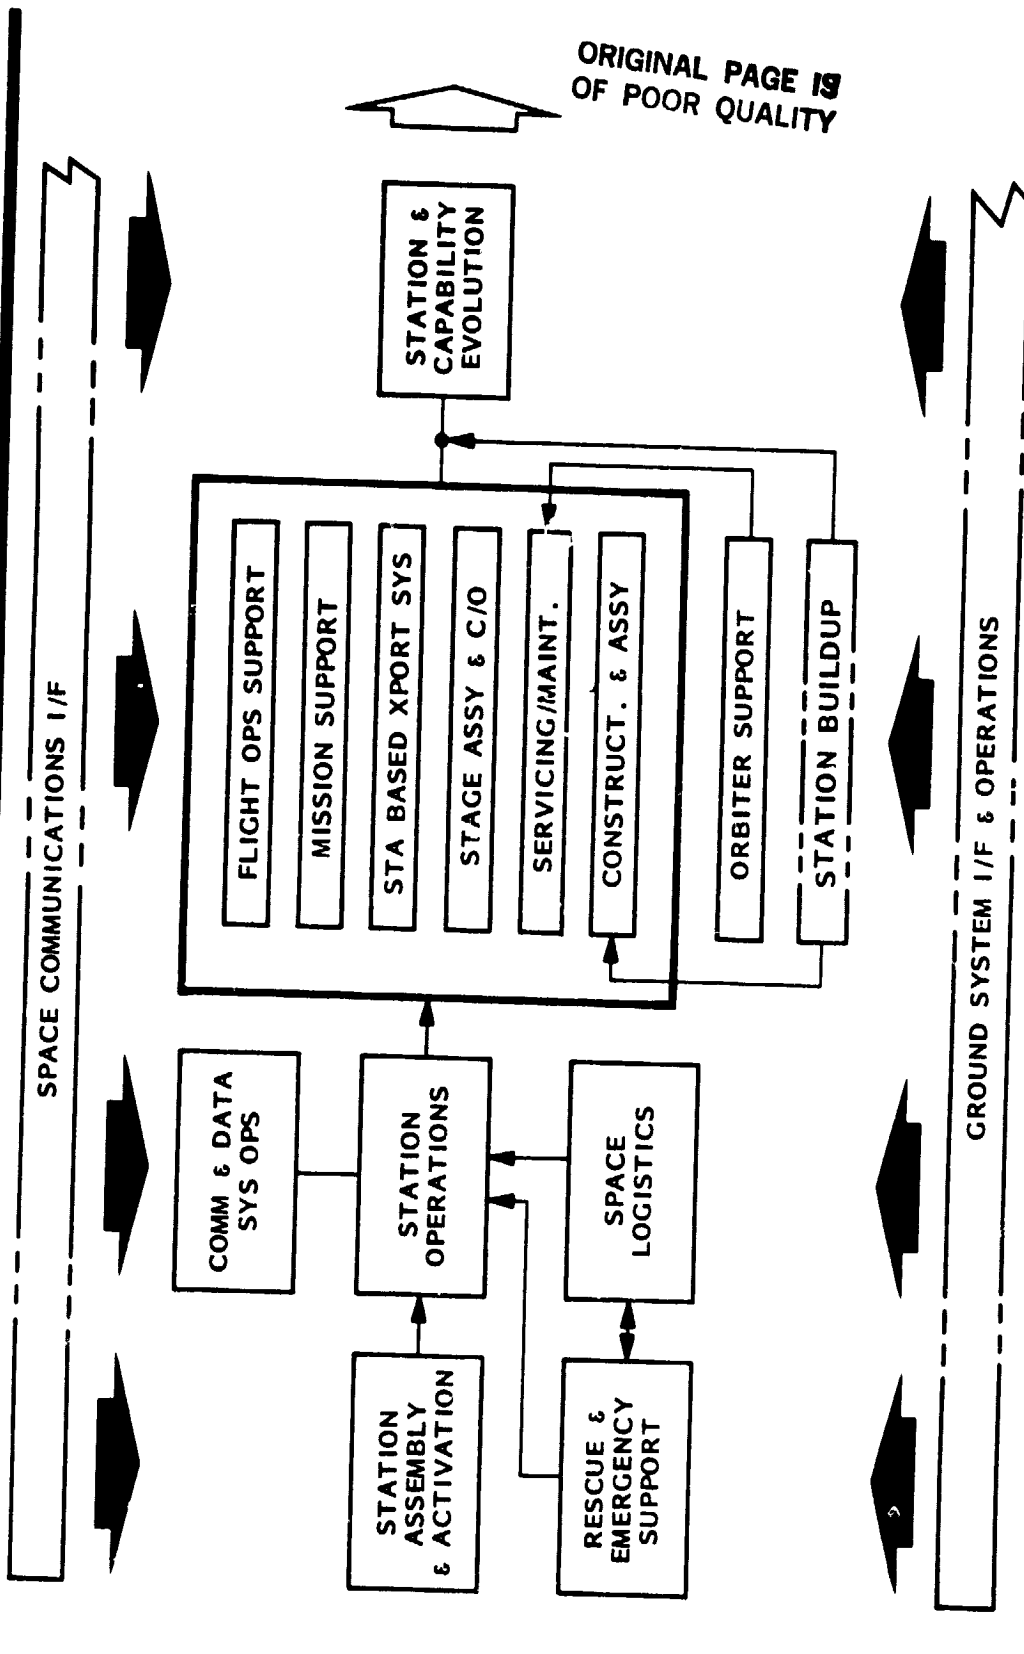 ORIGINAL PAGE IS
OF POOR QUALITY
SPACE COMMUNICATIONS I/F
STATION
ASSEMBLY
& ACTIVATION
RESCUE &
EMERGENCY
SUPPORT
COMM & DATA
SYS OPS
STATION
OPERATIONS
SPACE
LOGISTICS
FLIGHT OPS SUPPORT
MISSION SUPPORT
STA BASED XPORT SYS
STAGE ASSY & C/O
SERVICING/MAINT.
CONSTRUCT. & ASSY
ORBITER SUPPORT
STATION BUILDUP
STATION &
CAPABILITY
EVOLUTION
GROUND SYSTEM I/F & OPERATIONS